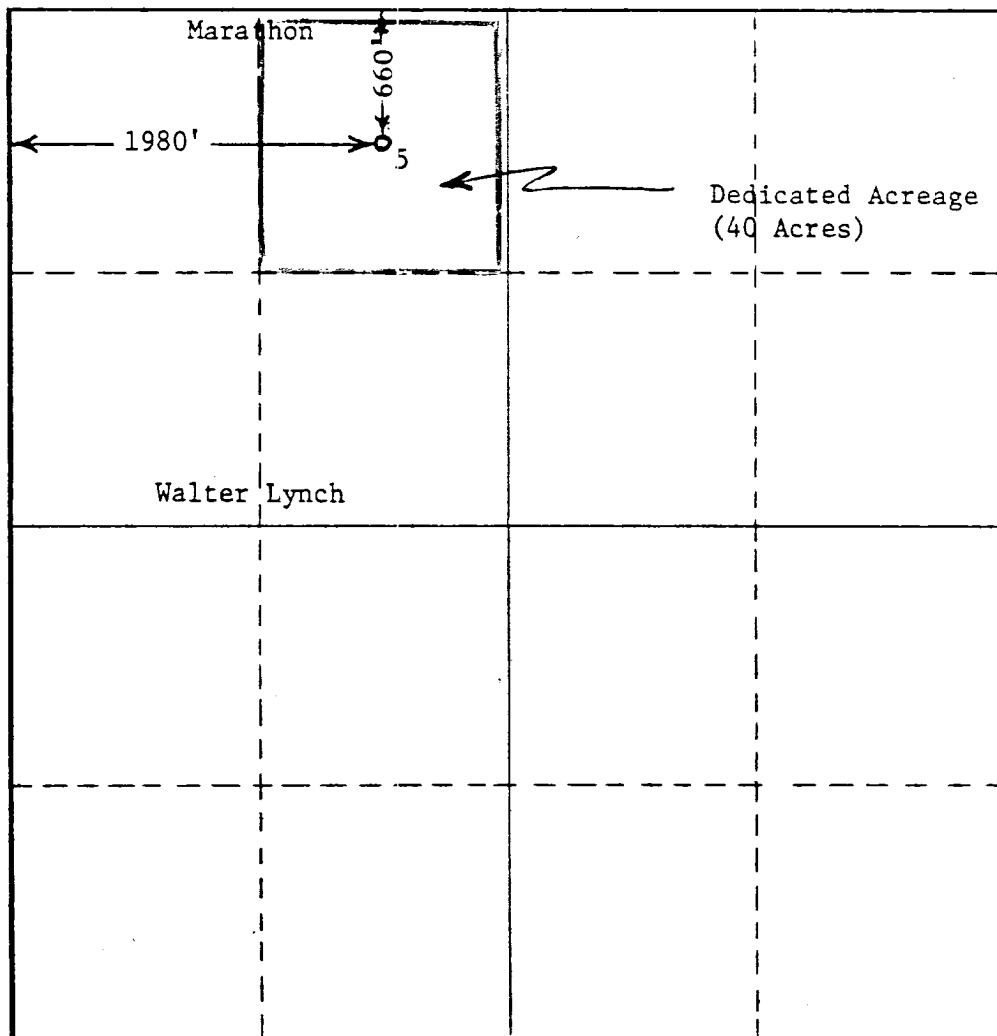 Marathon
660'
1980'
5
Dedicated Acreage
(40 Acres)
Walter Lynch